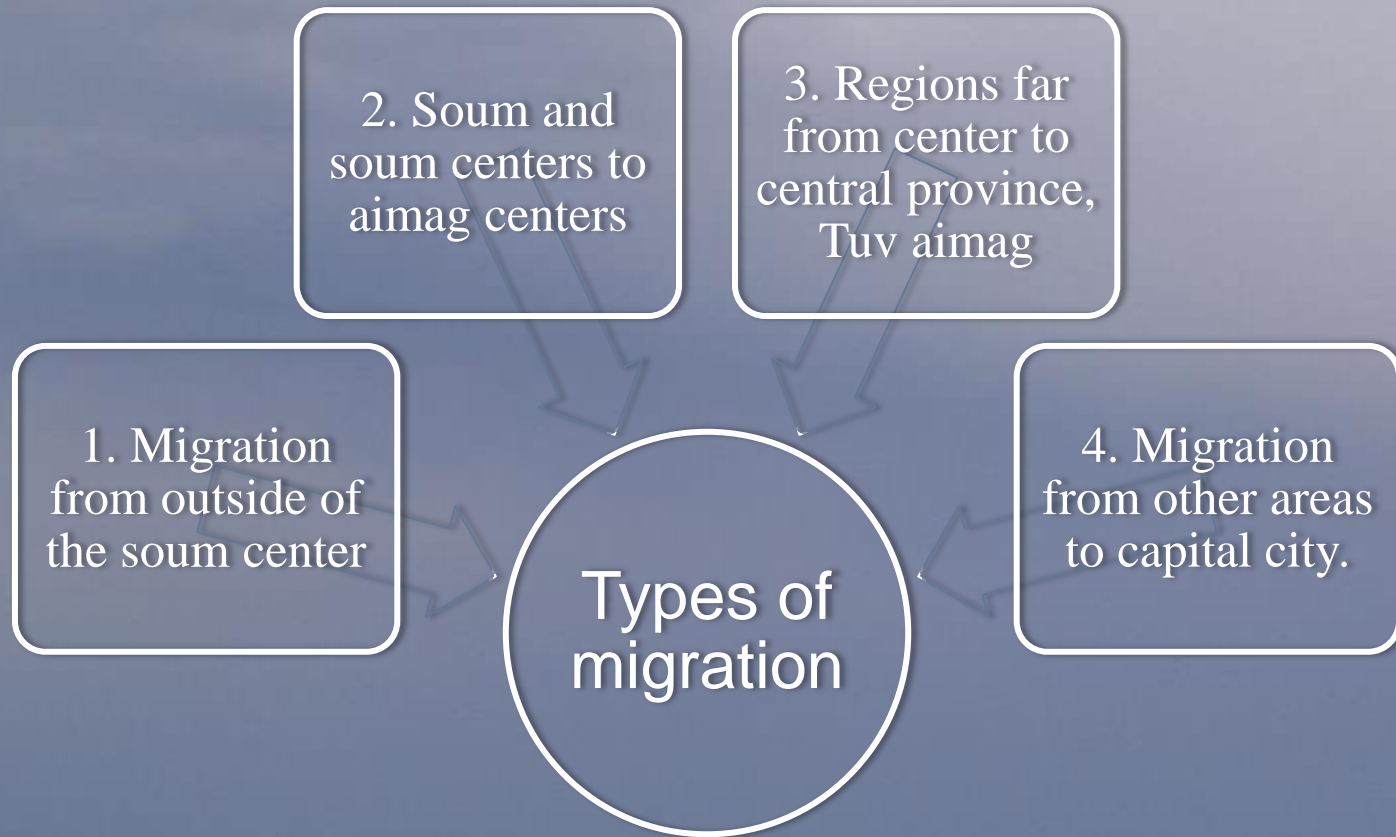 1. Migration
from outside of
the soum center
2. Soum and
soum centers to
aimag centers
3. Regions far
from center to
central province,
Tuv aimag
4. Migration
from other areas
to capital city.
Types of
migration